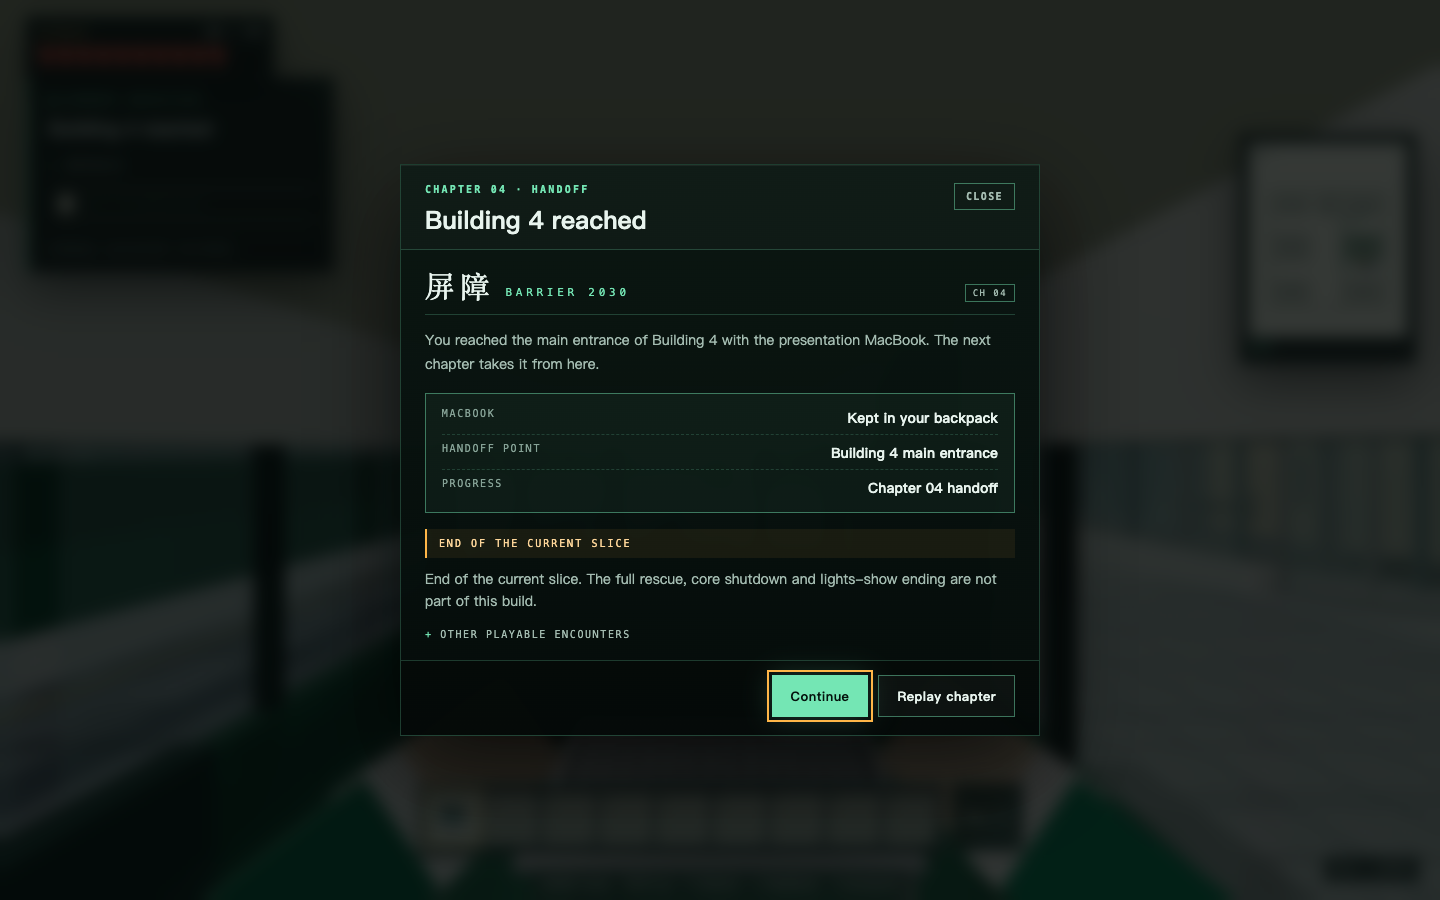 CHAPTER 04 · HANDOFF
Building 4 reached
CLOSE
屏障 BARRIER 2030
CH 04
You reached the main entrance of Building 4 with the presentation MacBook. The next
chapter takes it from here.
MACBOOK Kept in your backpack
HANDOFF POINT Building 4 main entrance
PROGRESS Chapter 04 handoff
END OF THE CURRENT SLICE
End of the current slice. The full rescue, core shutdown and lights-show ending are not
part of this build.
+ OTHER PLAYABLE ENCOUNTERS
Continue
Replay chapter